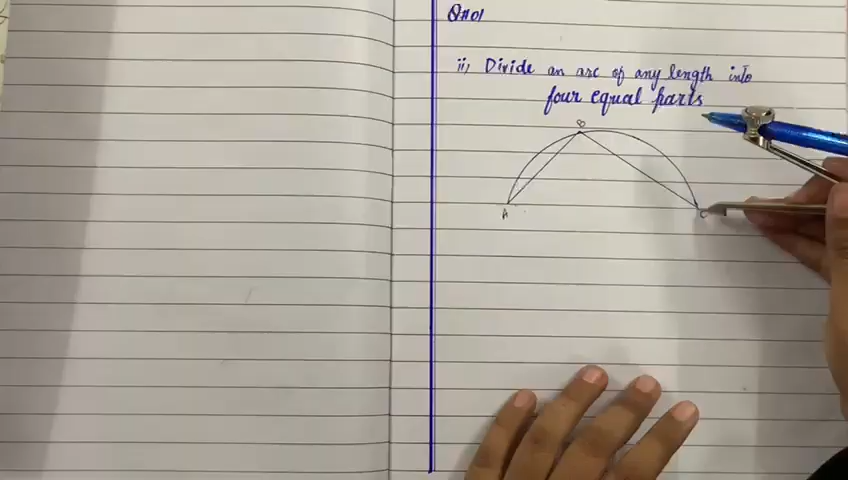 Q#01
ii, Divide an arc of any length into
four equal parts
B
A
C